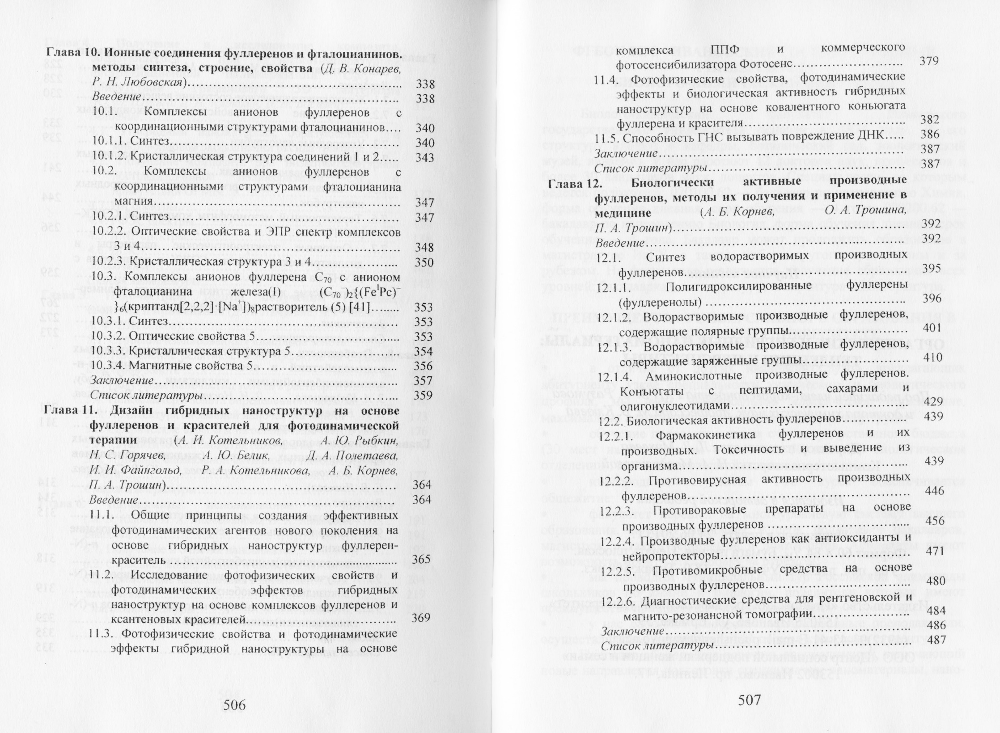 Глава 10. Ионные соединения фуллеренов и фталоцианинов.
методы синтеза, строение, свойства (Д. В. Конарев,
Р. Н. Любовская)........ 338
Введение........ 338
10.1. Комплексы анионов фуллеренов с
координационными структурами фталоцианинов.... 340
10.1.1. Синтез........ 340
10.1.2. Кристаллическая структура соединений 1 и 2..... 343
10.2. Комплексы анионов фуллеренов с
координационными структурами фталоцианина
магния........ 347
10.2.1. Синтез........ 347
10.2.2. Оптические свойства и ЭПР спектр комплексов
3 и 4........ 348
10.2.3. Кристаллическая структура 3 и 4........ 350
10.3. Комплексы анионов фуллерена C₇₀ с анионом
фталоцианина железа(I) (C₇₀⁻)₂{(FeᴵPc)⁻
}₆(криптанд[2,2,2]·[Na⁺])₈растворитель (5) [41]........ 353
10.3.1. Синтез........ 353
10.3.2. Оптические свойства 5........ 353
10.3.3. Кристаллическая структура 5........ 354
10.3.4. Магнитные свойства 5........ 356
Заключение........ 357
Список литературы........ 359
Глава 11. Дизайн гибридных наноструктур на основе
фуллеренов и красителей для фотодинамической
терапии (А. И. Котельников, А. Ю. Рыбкин,
Н. С. Горячев, А. Ю. Белик, Д. А. Полетаева,
И. И. Файнгольд, Р. А. Котельникова, А. Б. Корнев,
П. А. Трошин)........ 364
Введение........ 364
11.1. Общие принципы создания эффективных
фотодинамических агентов нового поколения на
основе гибридных наноструктур фуллерен-
краситель ........ 365
11.2. Исследование фотофизических свойств и
фотодинамических эффектов гибридных
наноструктур на основе комплексов фуллеренов и
ксантеновых красителей........ 369
11.3. Фотофизические свойства и фотодинамические
эффекты гибридной наноструктуры на основе
506
комплекса ППФ и коммерческого
фотосенсибилизатора Фотосенс........ 379
11.4. Фотофизические свойства, фотодинамические
эффекты и биологическая активность гибридных
наноструктур на основе ковалентного коньюгата
фуллерена и красителя........ 382
11.5. Способность ГНС вызывать повреждение ДНК..... 386
Заключение........ 387
Список литературы........ 387
Глава 12. Биологически активные производные
фуллеренов, методы их получения и применение в
медицине (А. Б. Корнев, О. А. Трошина,
П. А. Трошин)........ 392
Введение........ 392
12.1. Синтез водорастворимых производных
фуллеренов........ 395
12.1.1. Полигидроксилированные фуллерены
(фуллеренолы) ........ 396
12.1.2. Водорастворимые производные фуллеренов,
содержащие полярные группы........ 401
12.1.3. Водорастворимые производные фуллеренов,
содержащие заряженные группы........ 410
12.1.4. Аминокислотные производные фуллеренов.
Конъюгаты с пептидами, сахарами и
олигонуклеотидами........ 429
12.2. Биологическая активность фуллеренов........ 439
12.2.1. Фармакокинетика фуллеренов и их
производных. Токсичность и выведение из
организма........ 439
12.2.2. Противовирусная активность производных
фуллеренов........ 446
12.2.3. Противораковые препараты на основе
производных фуллеренов ........ 456
12.2.4. Производные фуллеренов как антиоксиданты и
нейропротекторы........ 471
12.2.5. Противомикробные средства на основе
производных фуллеренов........ 480
12.2.6. Диагностические средства для рентгеновской и
магнито-резонансной томографии........ 484
Заключение........ 486
Список литературы........ 487
507